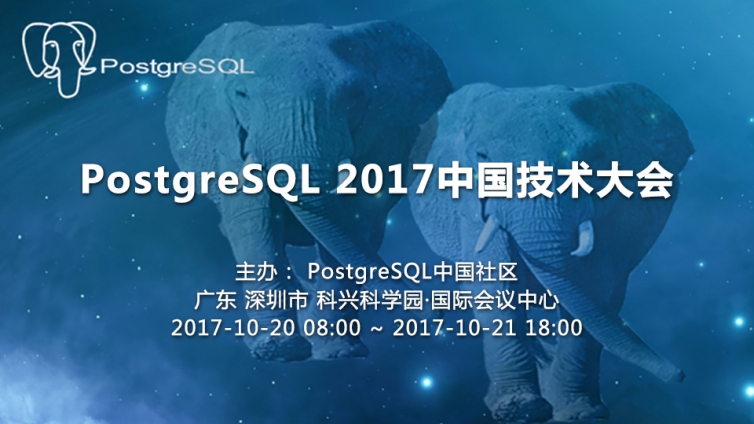 PostgreSQL
PostgreSQL 2017中国技术大会
主办： PostgreSQL中国社区
广东 深圳市 科兴科学园·国际会议中心
2017-10-20 08:00 ~ 2017-10-21 18:00